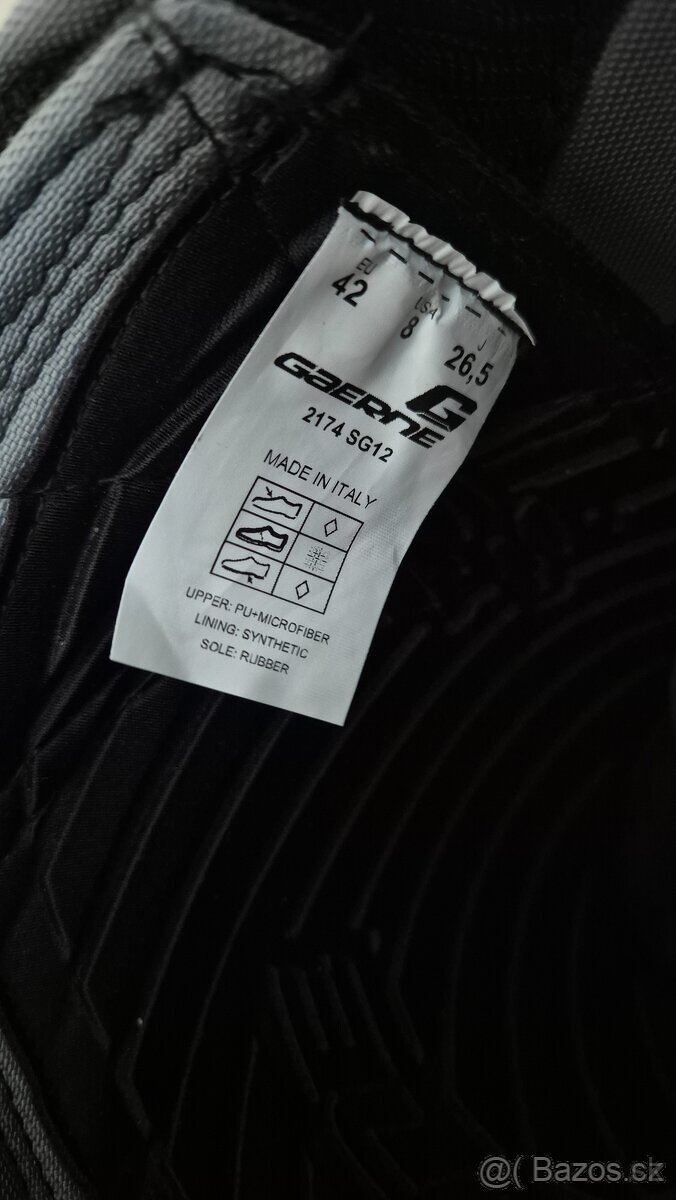 EU USA J
42 8 26,5
GAERNE G
2174 SG12
MADE IN ITALY
UPPER: PU+MICROFIBER
LINING: SYNTHETIC
SOLE: RUBBER
@( Bazos.sk